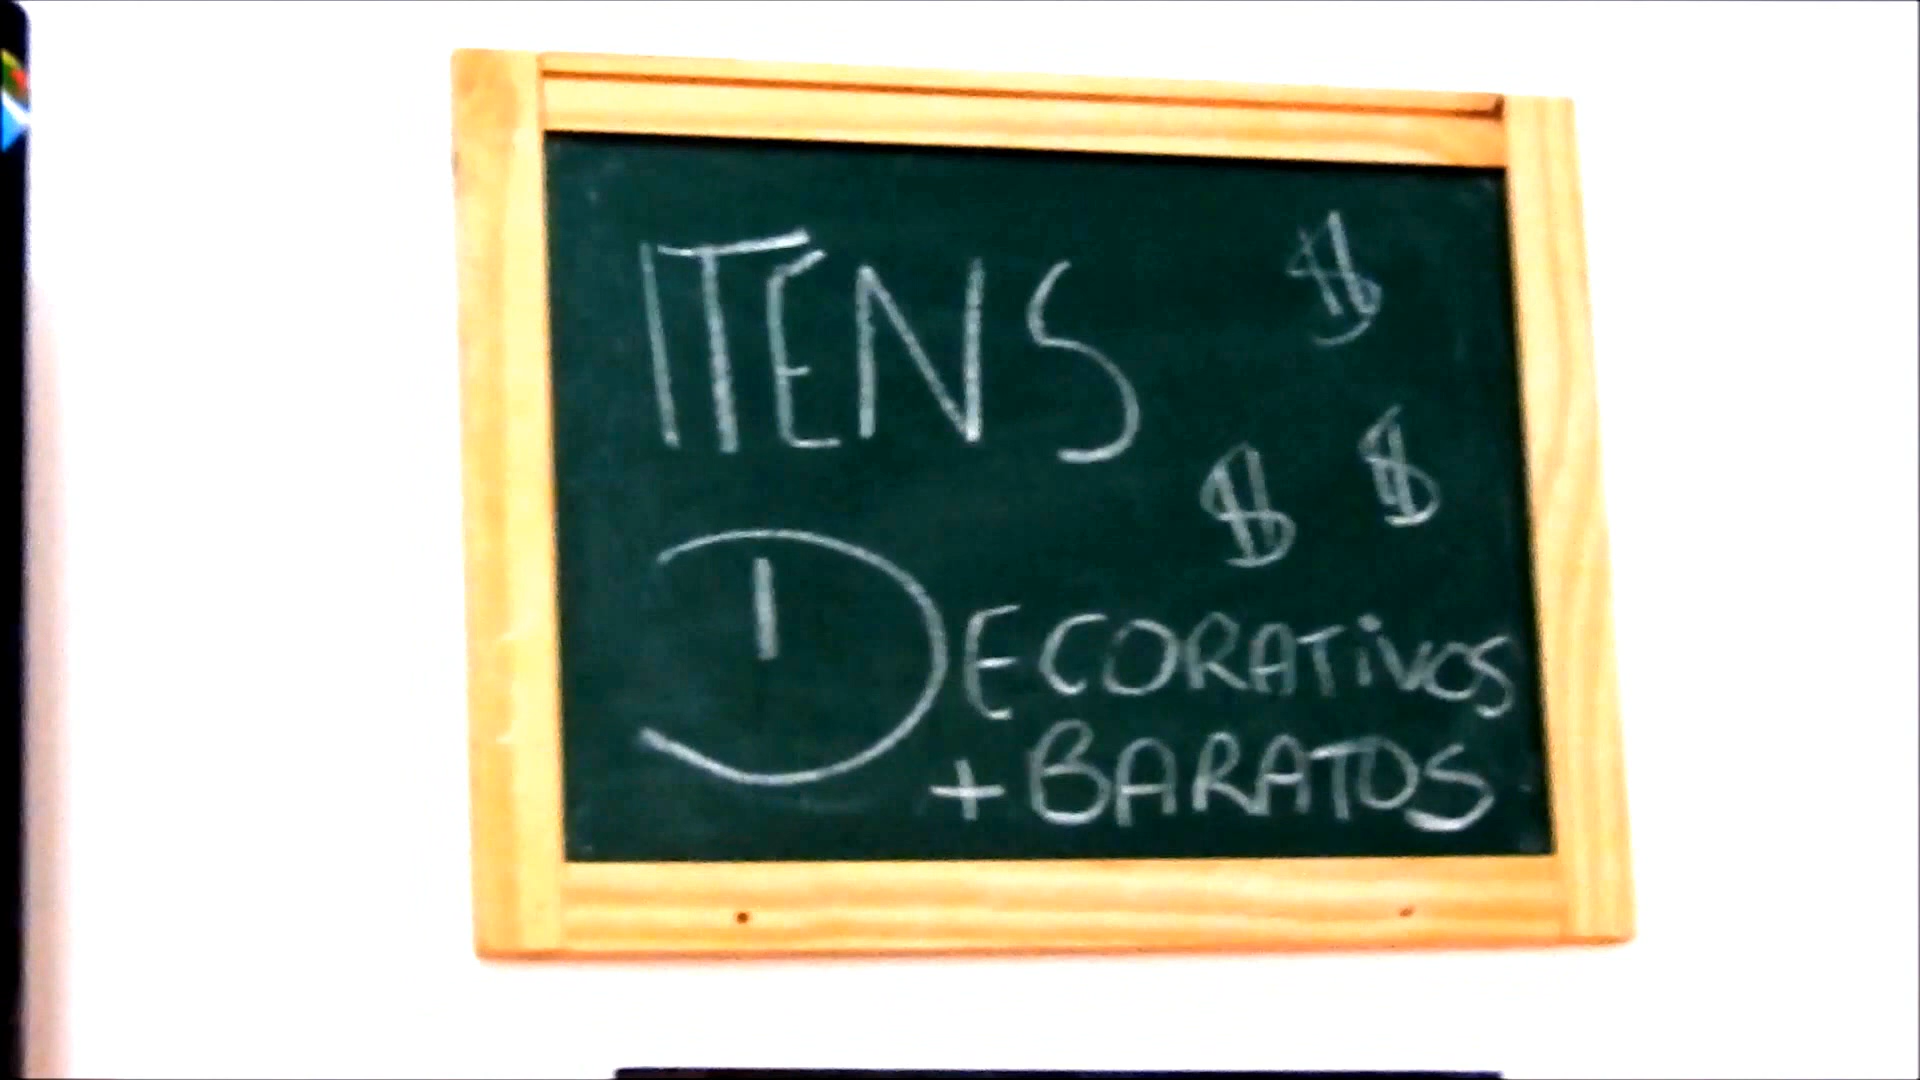 ITENS $
$ $
DECORATiVOS
+ BARATOS